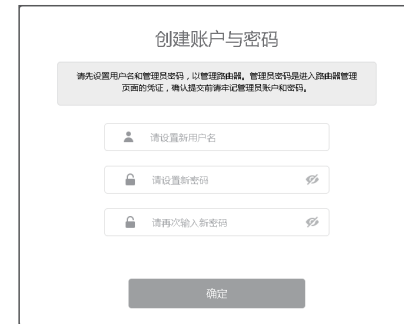 创建账户与密码
请先设置用户名和管理员密码，以管理路由器。管理员密码是进入路由器管理
页面的凭证，确认提交前请牢记管理员账户和密码。
请设置新用户名
请设置新密码
请再次输入新密码
确定